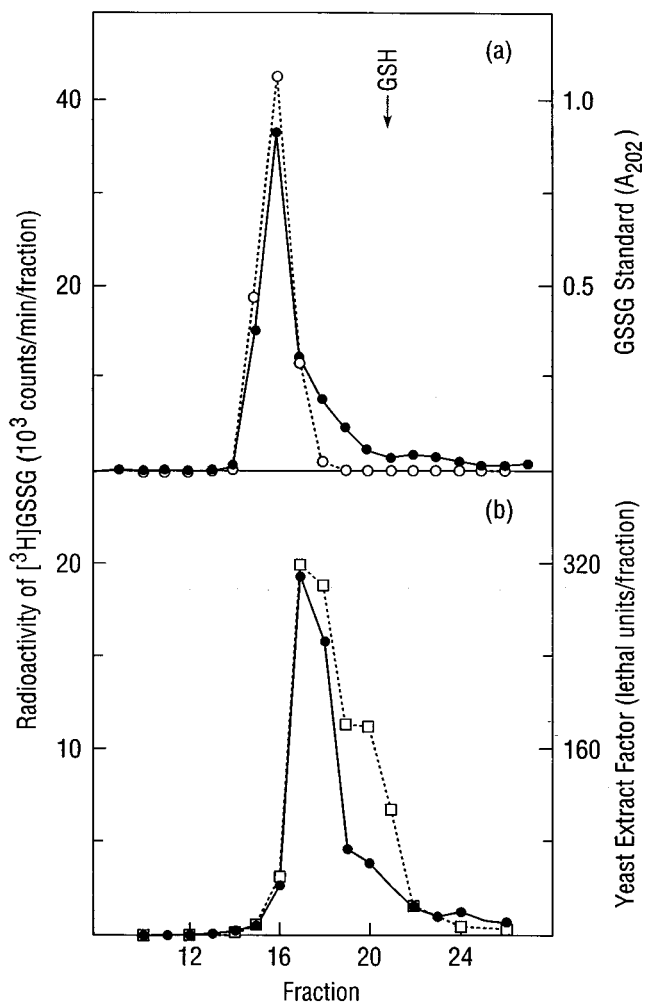 (a)
GSH
40
20
1.0
0.5
Radioactivity of [³H]GSSG (10³ counts/min/fraction)
GSSG Standard (A₂₀₂)
(b)
20
10
320
160
Yeast Extract Factor (lethal units/fraction)
12 16 20 24
Fraction